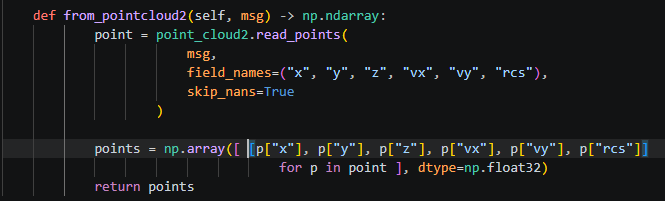 def from_pointcloud2(self, msg) -> np.ndarray:
point = point_cloud2.read_points(
msg,
field_names=("x", "y", "z", "vx", "vy", "rcs"),
skip_nans=True
)
points = np.array([ [p["x"], p["y"], p["z"], p["vx"], p["vy"], p["rcs"]]
for p in point ], dtype=np.float32)
return points